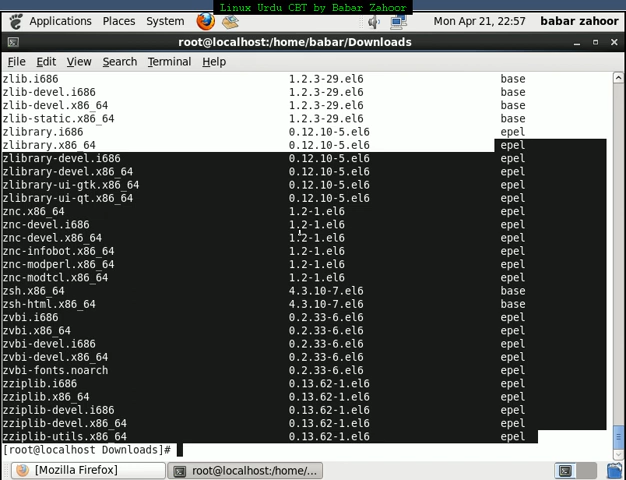 Linux Urdu CBT by Babar Zahoor
Applications Places System Mon Apr 21, 22:57 babar zahoor
root@localhost:/home/babar/Downloads
File Edit View Search Terminal Help
zlib.i686 1.2.3-29.el6 base
zlib-devel.i686 1.2.3-29.el6 base
zlib-devel.x86_64 1.2.3-29.el6 base
zlib-static.x86_64 1.2.3-29.el6 base
zlibrary.i686 0.12.10-5.el6 epel
zlibrary.x86_64 0.12.10-5.el6 epel
zlibrary-devel.i686 0.12.10-5.el6 epel
zlibrary-devel.x86_64 0.12.10-5.el6 epel
zlibrary-ui-gtk.x86_64 0.12.10-5.el6 epel
zlibrary-ui-qt.x86_64 0.12.10-5.el6 epel
znc.x86_64 1.2-1.el6 epel
znc-devel.i686 1.2-1.el6 epel
znc-devel.x86_64 1.2-1.el6 epel
znc-infobot.x86_64 1.2-1.el6 epel
znc-modperl.x86_64 1.2-1.el6 epel
znc-modtcl.x86_64 1.2-1.el6 epel
zsh.x86_64 4.3.10-7.el6 base
zsh-html.x86_64 4.3.10-7.el6 base
zvbi.i686 0.2.33-6.el6 epel
zvbi.x86_64 0.2.33-6.el6 epel
zvbi-devel.i686 0.2.33-6.el6 epel
zvbi-devel.x86_64 0.2.33-6.el6 epel
zvbi-fonts.noarch 0.2.33-6.el6 epel
zziplib.i686 0.13.62-1.el6 epel
zziplib.x86_64 0.13.62-1.el6 epel
zziplib-devel.i686 0.13.62-1.el6 epel
zziplib-devel.x86_64 0.13.62-1.el6 epel
zziplib-utils.x86_64 0.13.62-1.el6 epel
[root@localhost Downloads]#
[Mozilla Firefox] root@localhost:/home/...